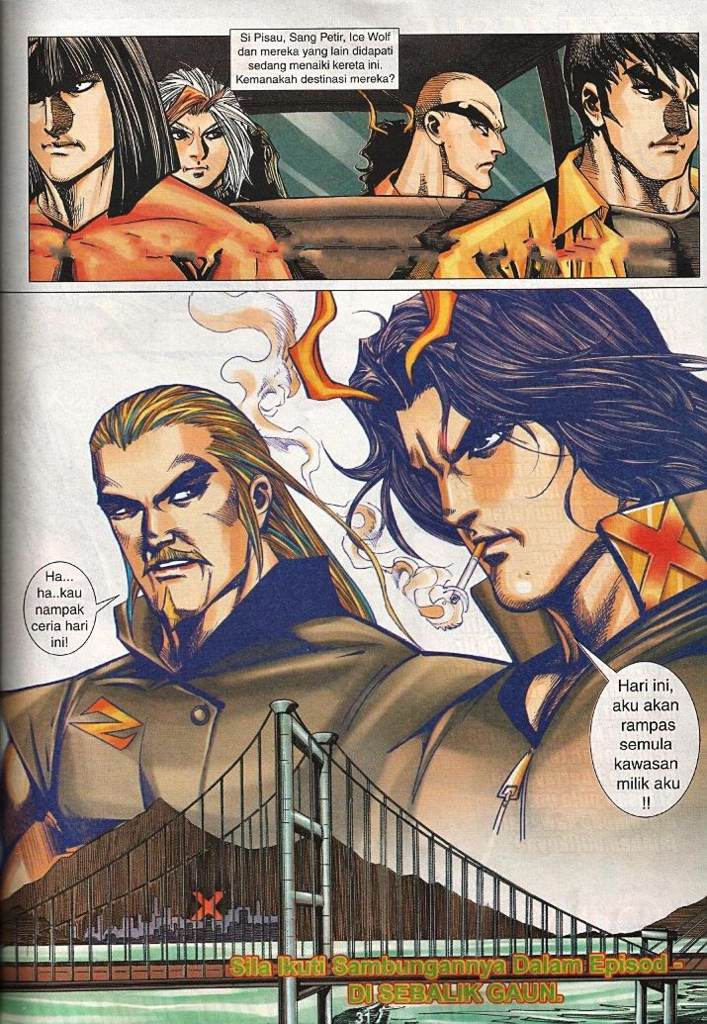 Si Pisau, Sang Petir, Ice Wolf
dan mereka yang lain didapati
sedang menaiki kereta ini.
Kemanakah destinasi mereka?
Ha...
ha..kau
nampak
ceria hari
ini!
Z
Hari ini,
aku akan
rampas
semula
kawasan
milik aku
!!
X
Sila Ikuti Sambungannya Dalam Episod -
DI SEBALIK GAUN.
31